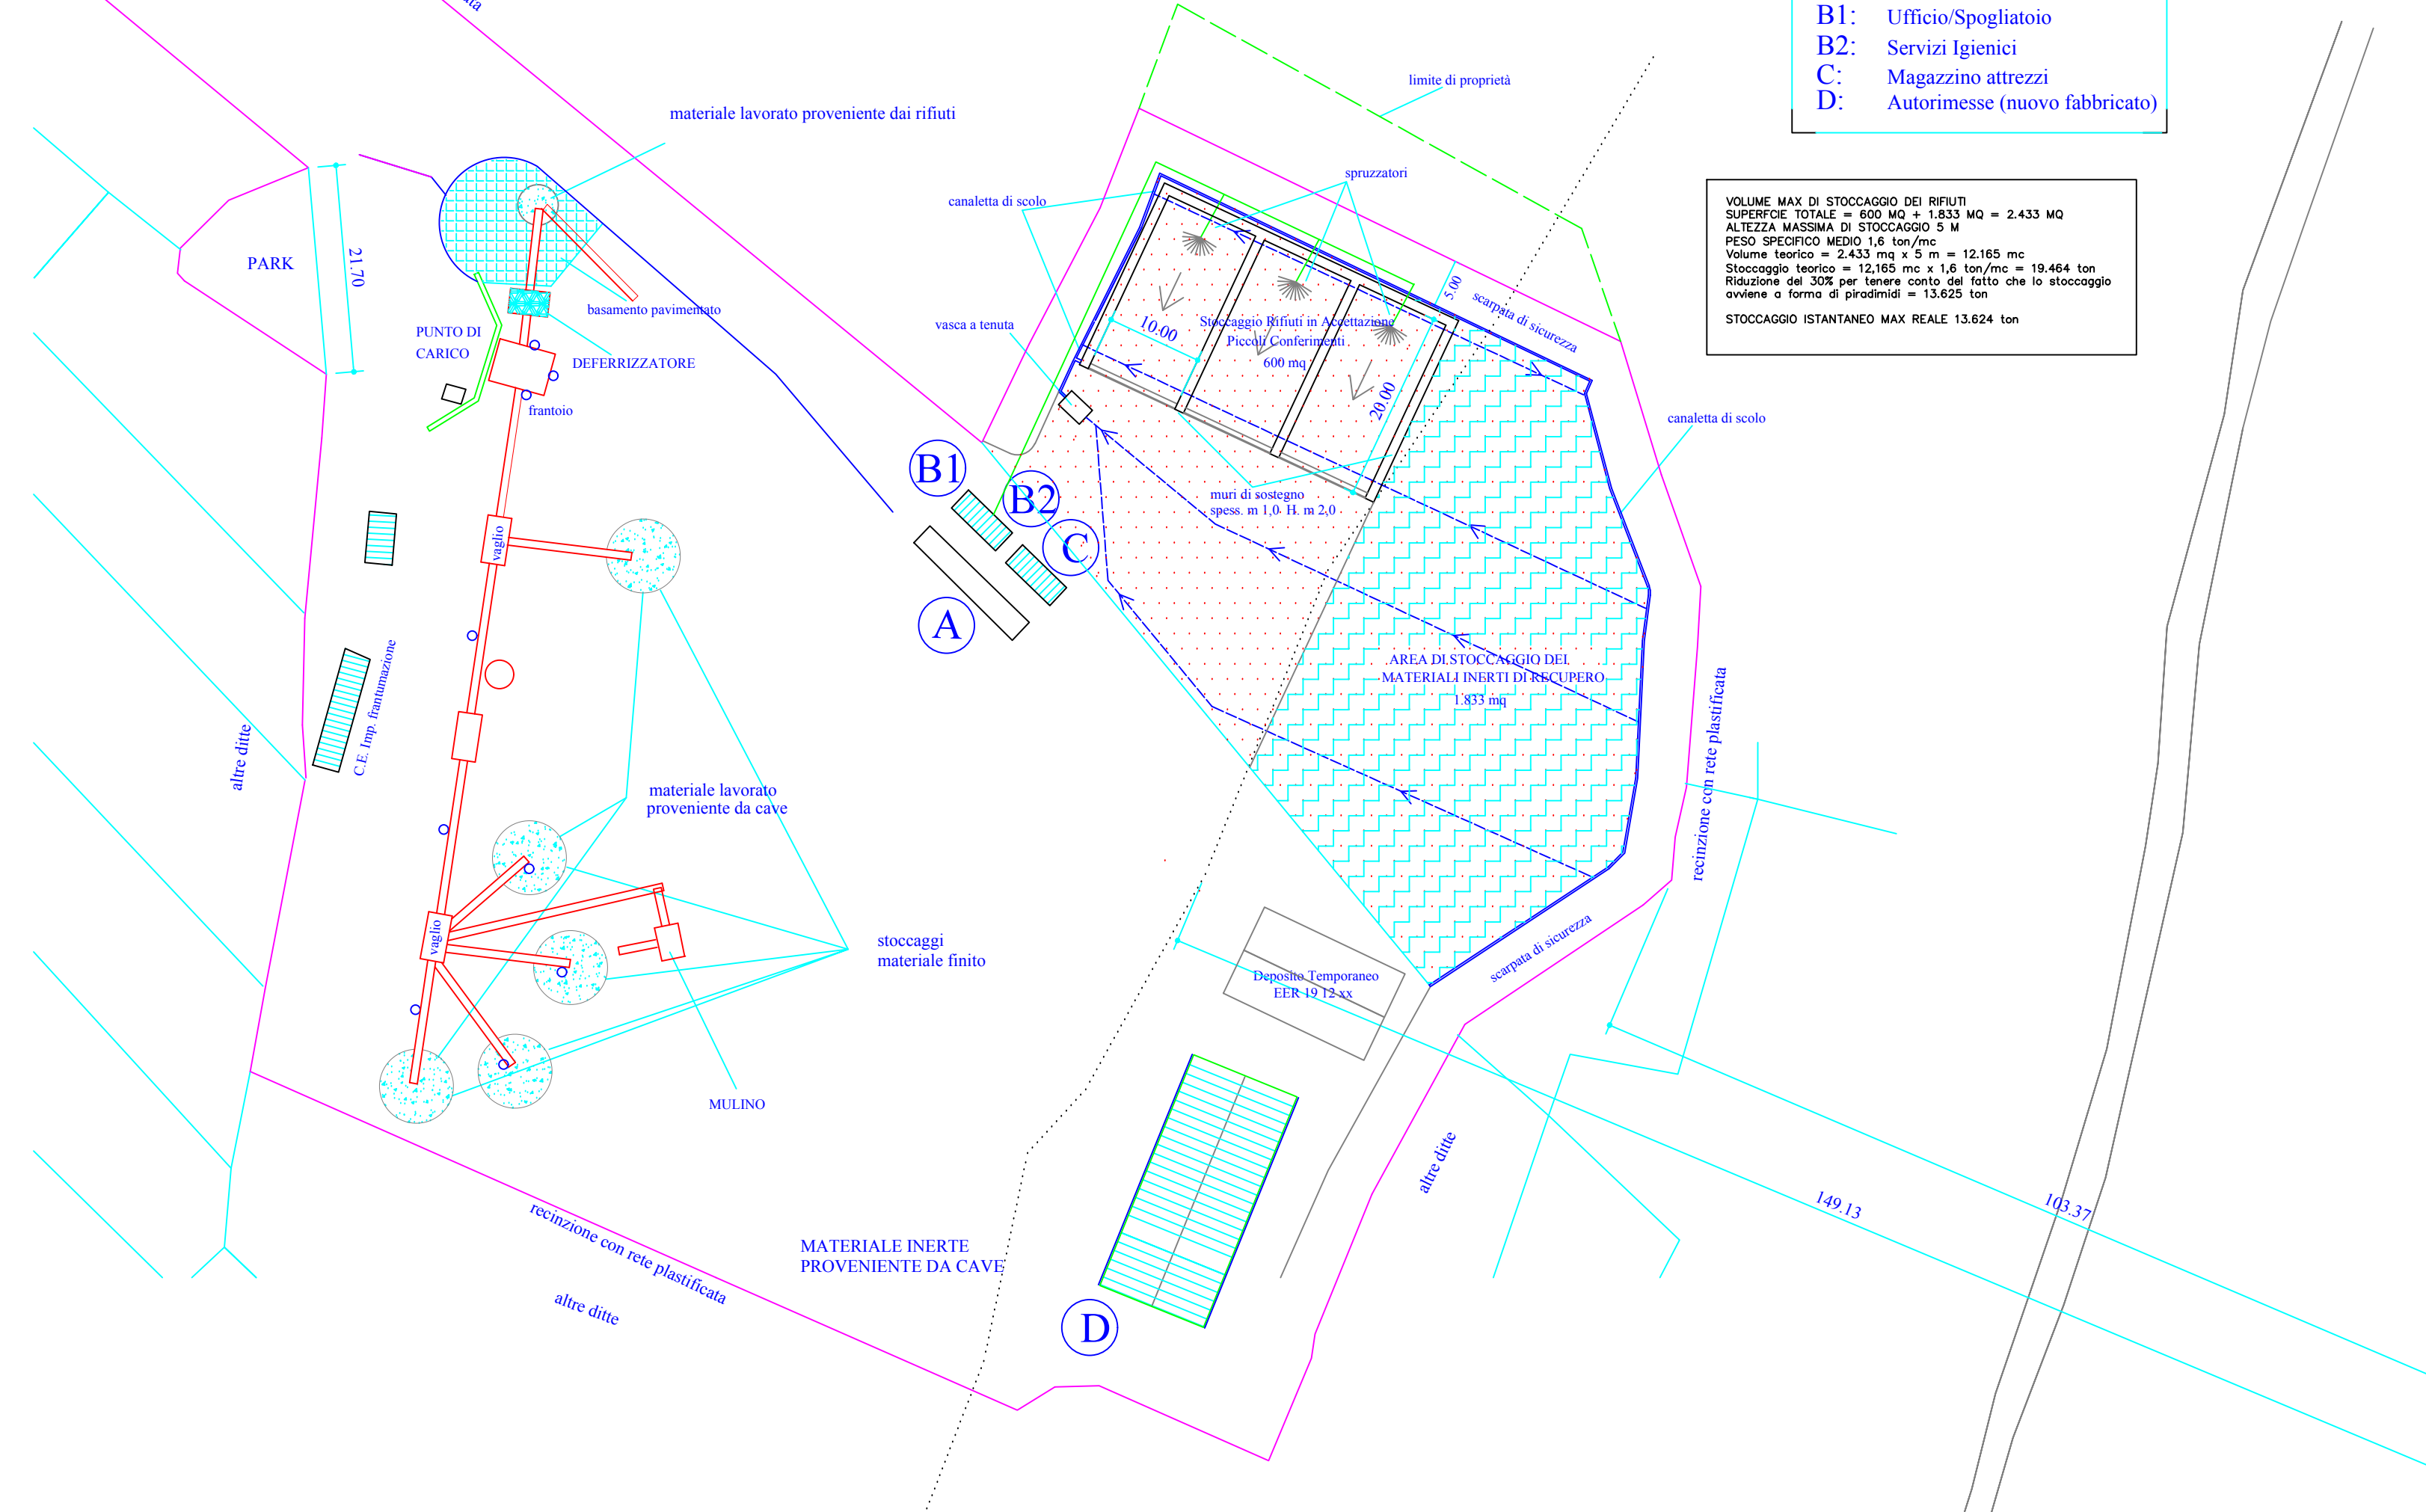 B1: Ufficio/Spogliatoio
B2: Servizi Igienici
C: Magazzino attrezzi
D: Autorimesse (nuovo fabbricato)
limite di proprietà
materiale lavorato proveniente dai rifiuti
spruzzatori
canaletta di scolo
VOLUME MAX DI STOCCAGGIO DEI RIFIUTI
SUPERFCIE TOTALE = 600 MQ + 1.833 MQ = 2.433 MQ
ALTEZZA MASSIMA DI STOCCAGGIO 5 M
PESO SPECIFICO MEDIO 1,6 ton/mc
Volume teorico = 2.433 mq x 5 m = 12.165 mc
Stoccaggio teorico = 12,165 mc x 1,6 ton/mc = 19.464 ton
Riduzione del 30% per tenere conto del fatto che lo stoccaggio
avviene a forma di piradimidi = 13.625 ton
STOCCAGGIO ISTANTANEO MAX REALE 13.624 ton
PARK
21.70
5.00
scarpata di sicurezza
basamento pavimentato
PUNTO DI
CARICO
vasca a tenuta
10.00
Stoccaggio Rifiuti in Accettazione
Piccoli Conferimenti
600 mq
DEFERRIZZATORE
20.00
frantoio
canaletta di scolo
B1
B2
muri di sostegno
spess. m 1,0 H. m 2,0
vaglio
C
A
C.E. Imp. frantumazione
AREA DI STOCCAGGIO DEI
MATERIALI INERTI DI RECUPERO
1.833 mq
altre ditte
recinzione con rete plastificata
materiale lavorato
proveniente da cave
vaglio
stoccaggi
materiale finito
scarpata di sicurezza
Deposito Temporaneo
EER 19 12 xx
MULINO
altre ditte
149.13
103.37
recinzione con rete plastificata
MATERIALE INERTE
PROVENIENTE DA CAVE
altre ditte
D